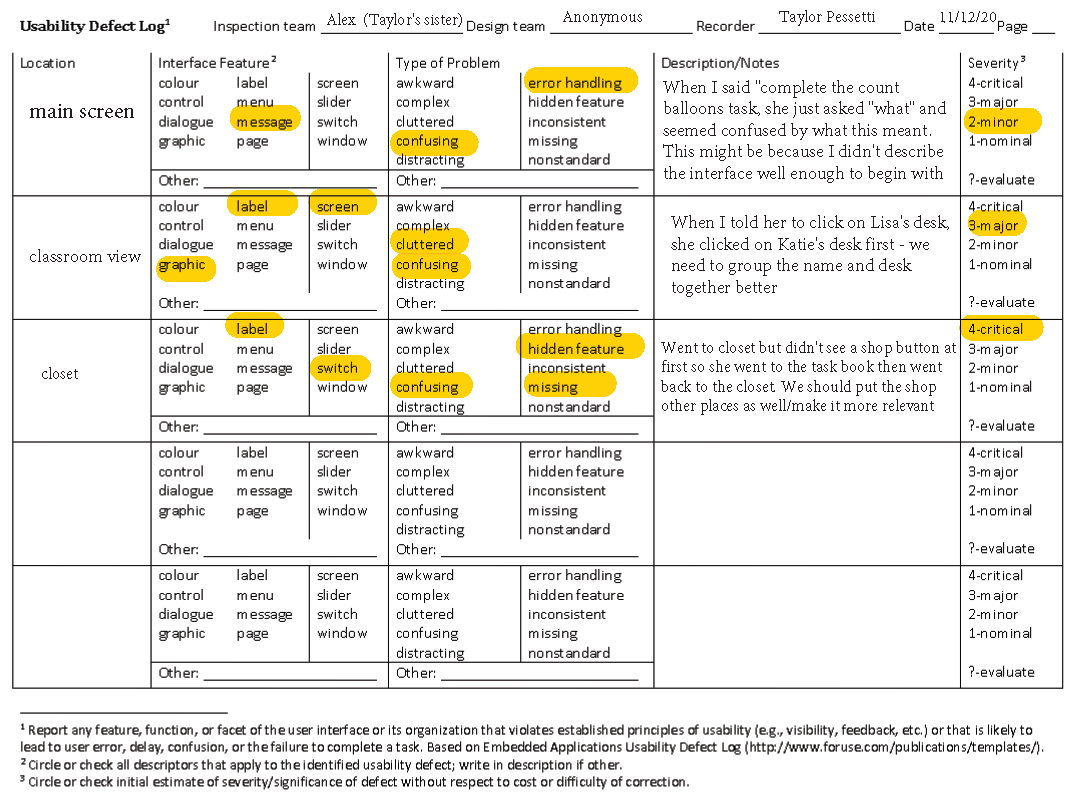 Usability Defect Log¹ Inspection team Alex (Taylor's sister) Design team Anonymous Recorder Taylor Pessetti Date 11/12/20 Page ___
Location Interface Feature² Type of Problem Description/Notes Severity³
main screen
colour label screen
control menu slider
dialogue message switch
graphic page window
Other:
awkward error handling
complex hidden feature
cluttered inconsistent
confusing missing
distracting nonstandard
Other:
When I said "complete the count
balloons task, she just asked "what" and
seemed confused by what this meant.
This might be because I didn't describe
the interface well enough to begin with
4-critical
3-major
2-minor
1-nominal
?-evaluate
classroom view
colour label screen
control menu slider
dialogue message switch
graphic page window
Other:
awkward error handling
complex hidden feature
cluttered inconsistent
confusing missing
distracting nonstandard
Other:
When I told her to click on Lisa's desk,
she clicked on Katie's desk first - we
need to group the name and desk
together better
4-critical
3-major
2-minor
1-nominal
?-evaluate
closet
colour label screen
control menu slider
dialogue message switch
graphic page window
Other:
awkward error handling
complex hidden feature
cluttered inconsistent
confusing missing
distracting nonstandard
Other:
Went to closet but didn't see a shop button at
first so she went to the task book then went
back to the closet. We should put the shop
other places as well/make it more relevant
4-critical
3-major
2-minor
1-nominal
?-evaluate
colour label screen
control menu slider
dialogue message switch
graphic page window
Other:
awkward error handling
complex hidden feature
cluttered inconsistent
confusing missing
distracting nonstandard
Other:
4-critical
3-major
2-minor
1-nominal
?-evaluate
colour label screen
control menu slider
dialogue message switch
graphic page window
Other:
awkward error handling
complex hidden feature
cluttered inconsistent
confusing missing
distracting nonstandard
Other:
4-critical
3-major
2-minor
1-nominal
?-evaluate
¹ Report any feature, function, or facet of the user interface or its organization that violates established principles of usability (e.g., visibility, feedback, etc.) or that is likely to
lead to user error, delay, confusion, or the failure to complete a task. Based on Embedded Applications Usability Defect Log (http://www.foruse.com/publications/templates/).
² Circle or check all descriptors that apply to the identified usability defect; write in description if other.
³ Circle or check initial estimate of severity/significance of defect without respect to cost or difficulty of correction.